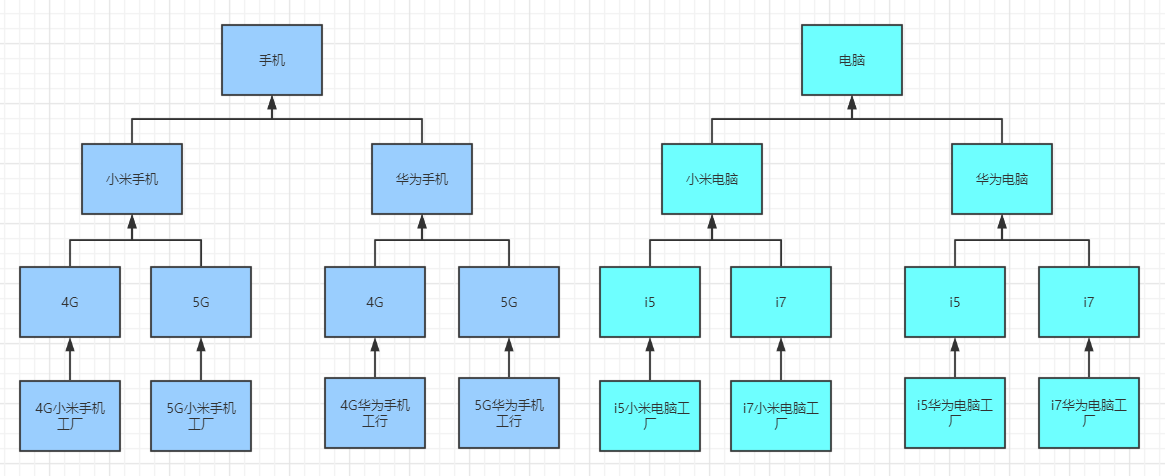 手机
电脑
小米手机
华为手机
小米电脑
华为电脑
4G
5G
4G
5G
i5
i7
i5
i7
4G小米手机
工厂
5G小米手机
工厂
4G华为手机
工行
5G华为手机
工行
i5小米电脑工
厂
i7小米电脑工
厂
i5华为电脑工
厂
i7华为电脑工
厂